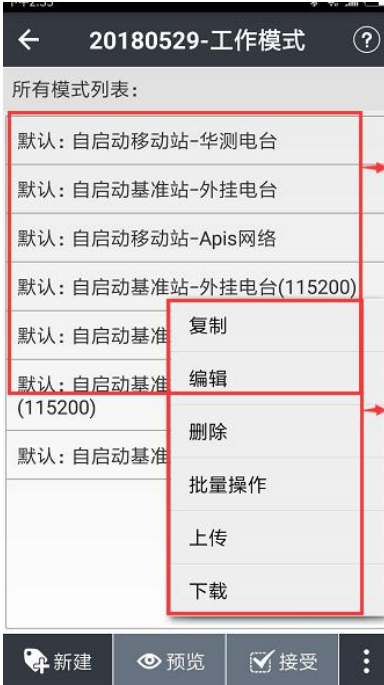 20180529-工作模式
?
所有模式列表：
默认：自启动移动站-华测电台
默认：自启动基准站-外挂电台
默认：自启动移动站-Apis网络
默认：自启动基准站-外挂电台(115200)
默认：自启动基准
默认：自启动基准
(115200)
默认：自启动基准
复制
编辑
删除
批量操作
上传
下载
新建
预览
接受